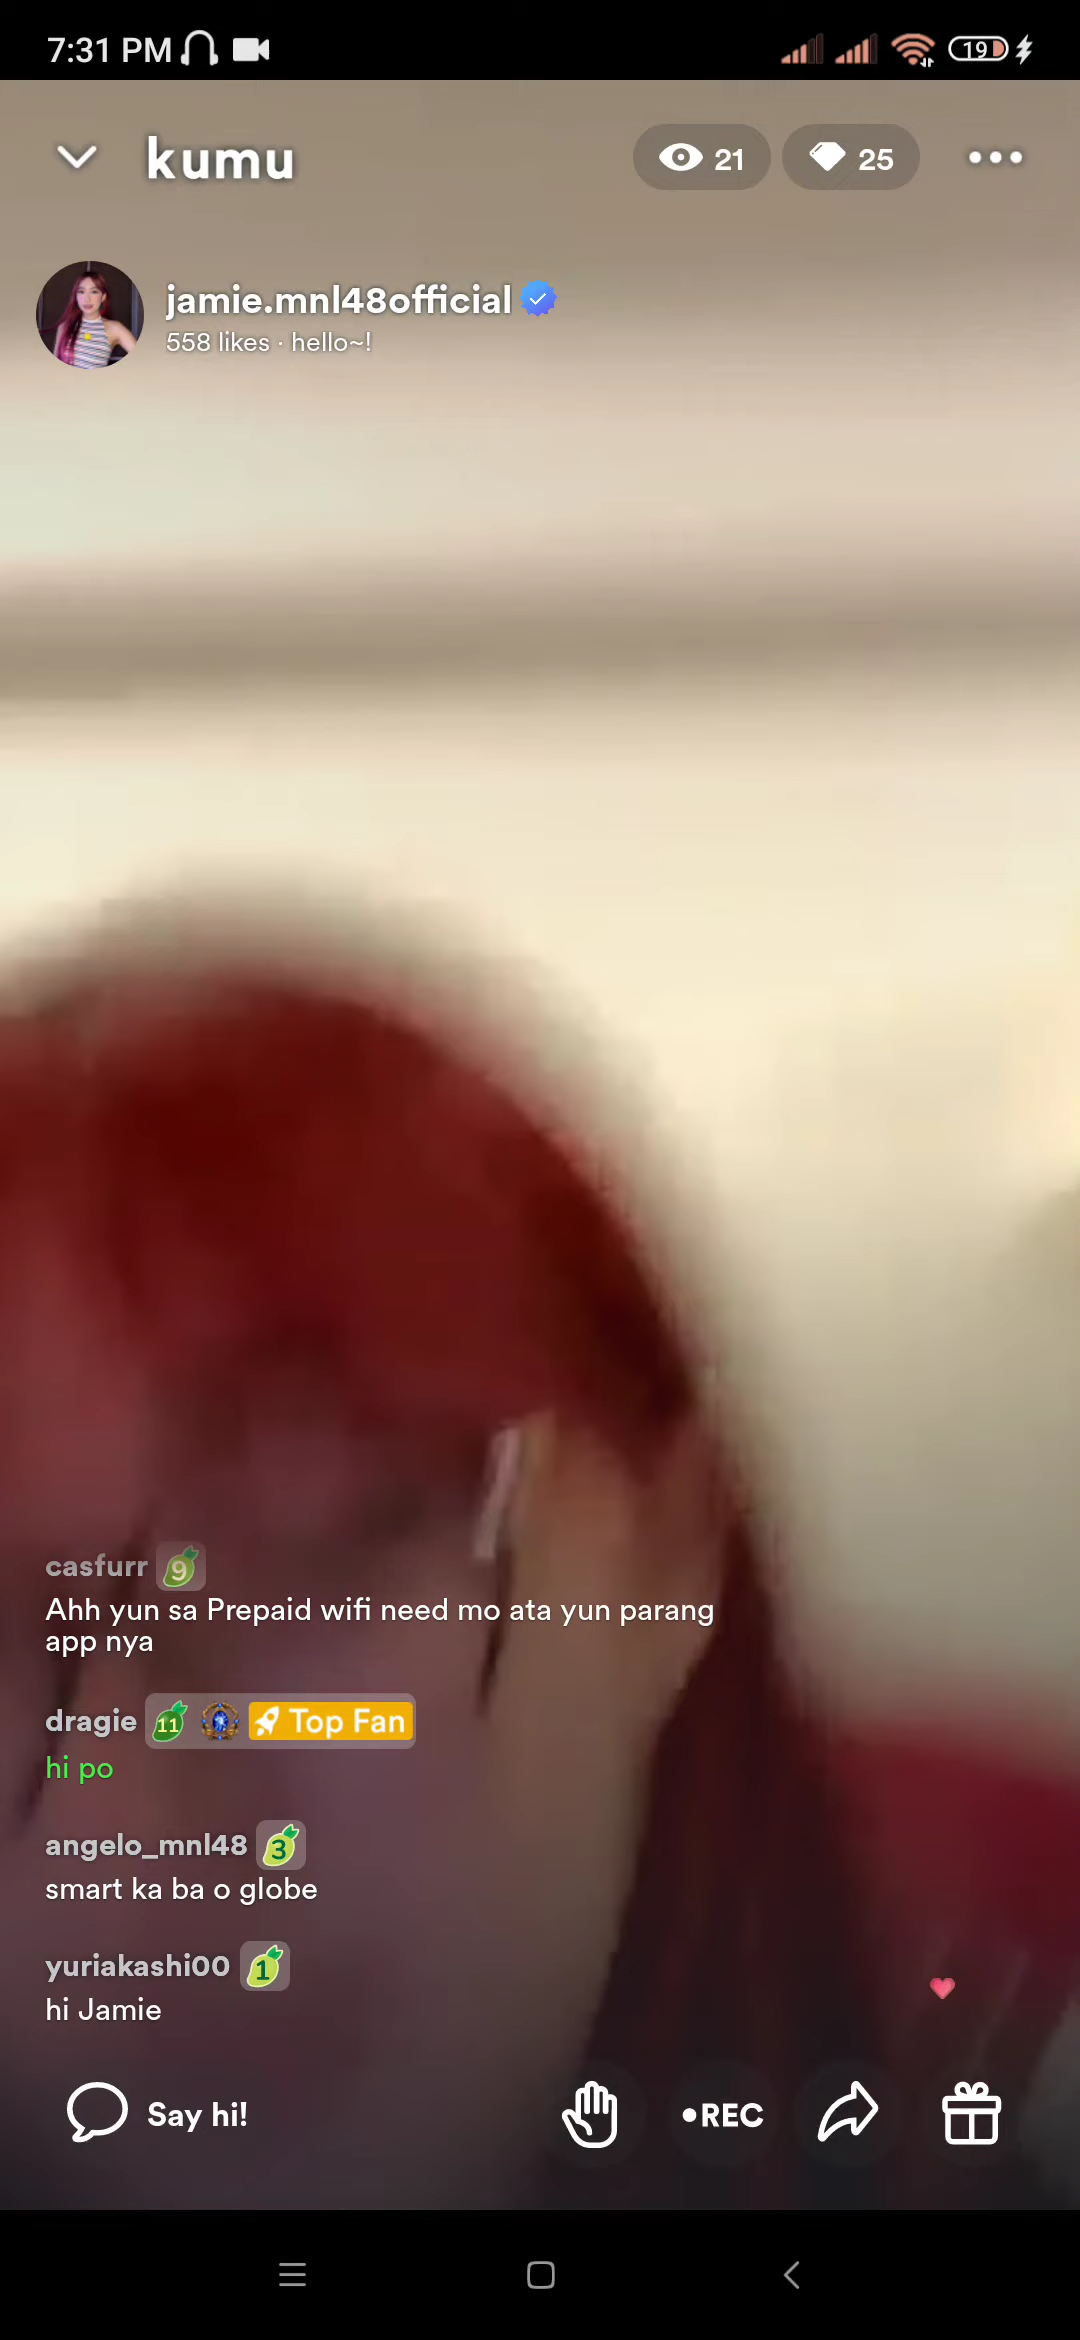 7:31 PM
19
kumu
21
25
jamie.mnl48official
558 likes · hello~!
casfurr 9
Ahh yun sa Prepaid wifi need mo ata yun parang
app nya
dragie 11 Top Fan
hi po
angelo_mnl48 3
smart ka ba o globe
yuriakashi00 1
hi Jamie
Say hi!
•REC